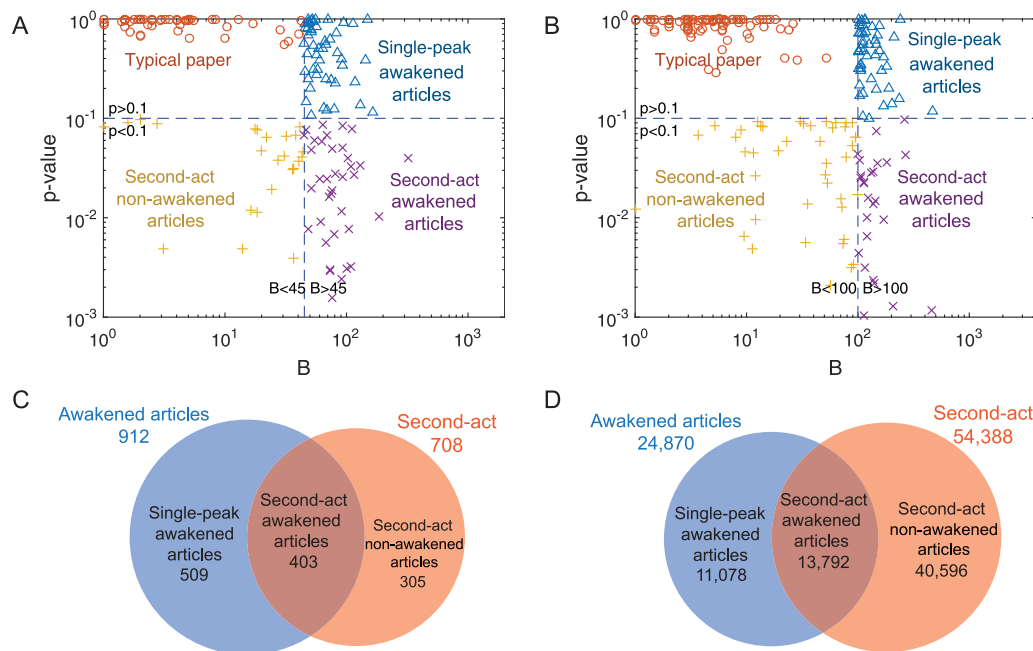 A
10^0
10^-1
10^-2
10^-3
p-value
Typical paper
Single-peak
awakened
articles
p>0.1
p<0.1
Second-act
non-awakened
articles
Second-act
awakened
articles
B<45 B>45
10^0
10^1
10^2
10^3
B
B
10^0
10^-1
10^-2
10^-3
p-value
Typical paper
Single-peak
awakened
articles
p>0.1
p<0.1
Second-act
non-awakened
articles
Second-act
awakened
articles
B<100 B>100
10^0
10^1
10^2
10^3
B
C
Awakened articles
912
Second-act
708
Single-peak
awakened
articles
509
Second-act
awakened
articles
403
Second-act
non-awakened
articles
305
D
Awakened articles
24,870
Second-act
54,388
Single-peak
awakened
articles
11,078
Second-act
awakened
articles
13,792
Second-act
non-awakened
articles
40,596